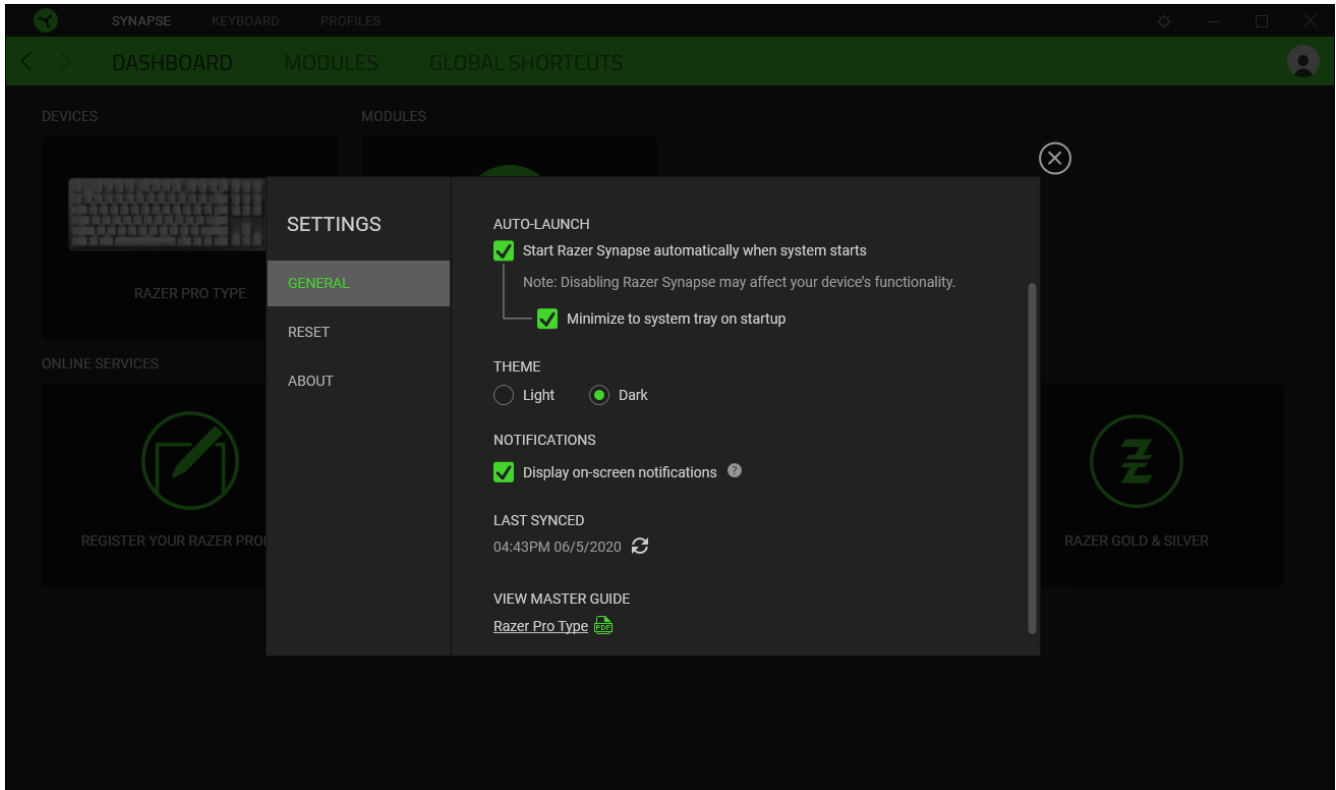 SYNAPSE KEYBOARD PROFILES
DASHBOARD MODULES GLOBAL SHORTCUTS
DEVICES MODULES
RAZER PRO TYPE
ONLINE SERVICES
REGISTER YOUR RAZER
RAZER GOLD & SILVER
SETTINGS
GENERAL
RESET
ABOUT
AUTO-LAUNCH
Start Razer Synapse automatically when system starts
Note: Disabling Razer Synapse may affect your device's functionality.
Minimize to system tray on startup
THEME
Light Dark
NOTIFICATIONS
Display on-screen notifications ?
LAST SYNCED
04:43PM 06/5/2020
VIEW MASTER GUIDE
Razer Pro Type PDF